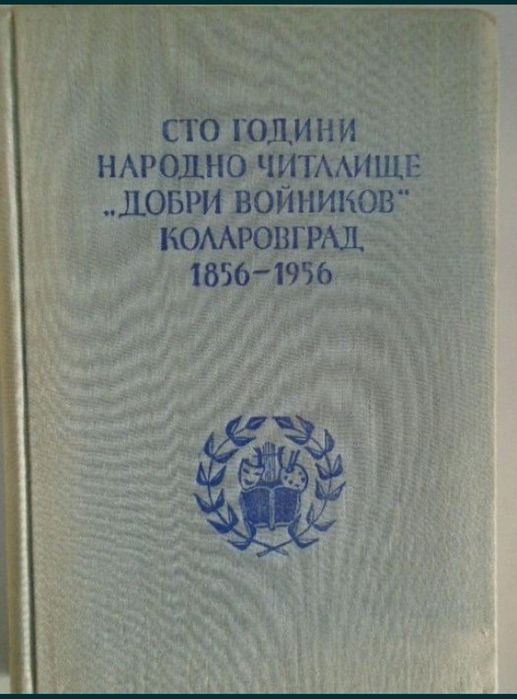 СТО ГОДИНИ
НАРОДНО ЧИТАЛИЩЕ
„ДОБРИ ВОЙНИКОВ"
КОЛАРОВГРАД
1856-1956